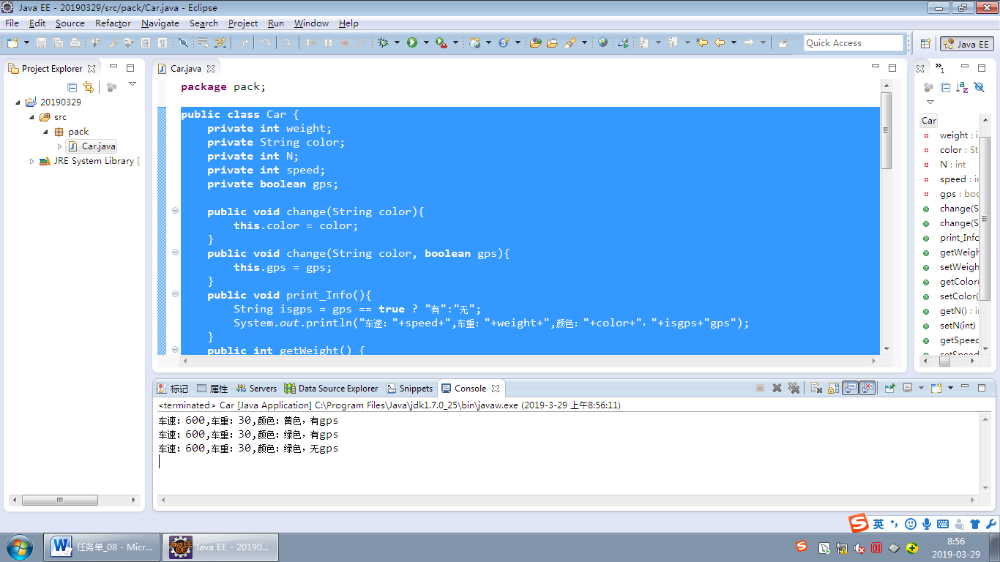 Java EE - 20190329/src/pack/Car.java - Eclipse
File Edit Source Refactor Navigate Search Project Run Window Help
Quick Access
Java EE
Project Explorer
20190329
src
pack
Car.java
JRE System Library [
Car.java
package pack;
public class Car {
private int weight;
private String color;
private int N;
private int speed;
private boolean gps;
public void change(String color){
this.color = color;
}
public void change(String color, boolean gps){
this.gps = gps;
}
public void print_Info(){
String isgps = gps == true ? "有":"无";
System.out.println("车速："+speed+",车重："+weight+",颜色："+color+"，"+isgps+"gps");
}
public int getWeight() {
1
Car
weight : i
color : St
N : int
speed : in
gps : boo
change(S
change(S
print_Info
getWeigh
setWeigh
getColor(
setColor(
getN() : in
setN(int)
getSpeed
setSpeed
标记 属性 Servers Data Source Explorer Snippets Console
<terminated> Car [Java Application] C:\Program Files\Java\jdk1.7.0_25\bin\javaw.exe (2019-3-29 上午8:56:11)
车速：600,车重：30,颜色：黄色，有gps
车速：600,车重：30,颜色：绿色，有gps
车速：600,车重：30,颜色：绿色，无gps
英
任务单_08 - Micr...
Java EE - 20190...
8:56
2019-03-29